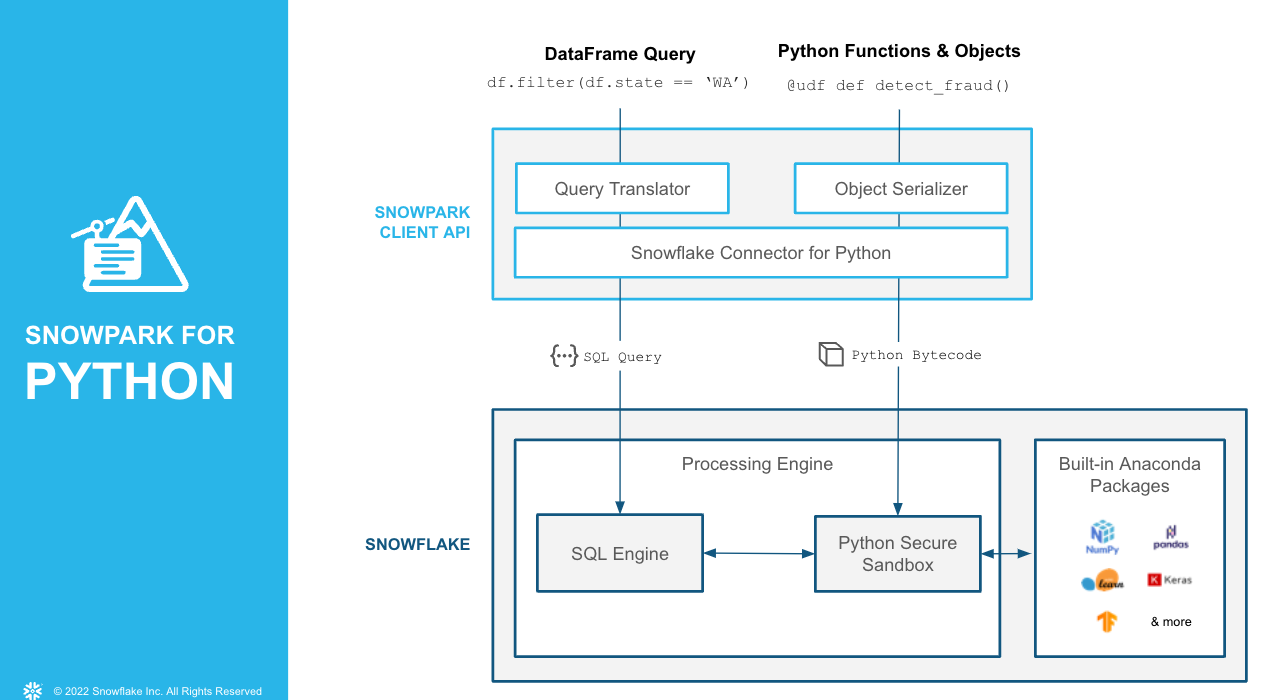 SNOWPARK FOR
PYTHON
© 2022 Snowflake Inc. All Rights Reserved
DataFrame Query
df.filter(df.state == ‘WA’)
Python Functions & Objects
@udf def detect_fraud()
SNOWPARK
CLIENT API
Query Translator
Object Serializer
Snowflake Connector for Python
{···} SQL Query
Python Bytecode
SNOWFLAKE
Processing Engine
SQL Engine
Python Secure
Sandbox
Built-in Anaconda
Packages
NumPy
pandas
learn
K Keras
& more